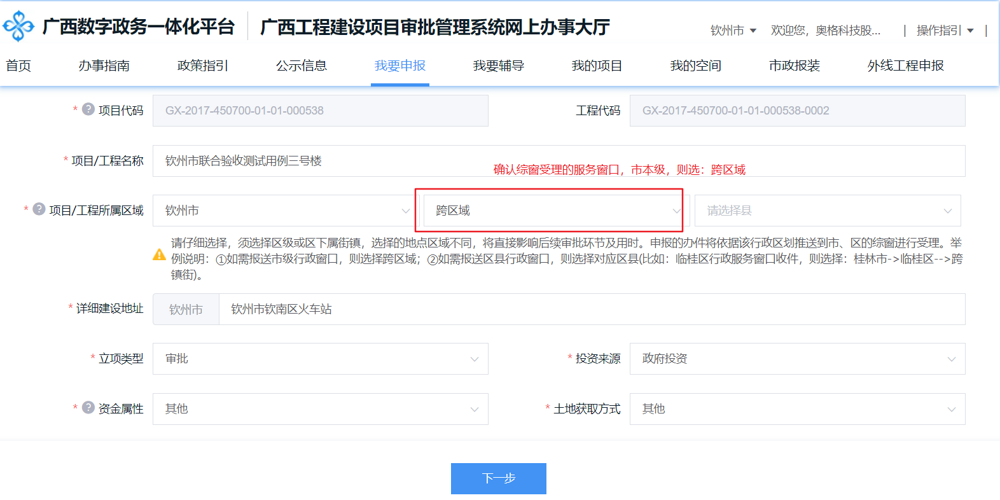 广西数字政务一体化平台 广西工程建设项目审批管理系统网上办事大厅 钦州市 欢迎您，奥格科技股... | 操作指引 |
首页 办事指南 政策指引 公示信息 我要申报 我要辅导 我的项目 我的空间 市政报装 外线工程申报
* ? 项目代码 GX-2017-450700-01-01-000538 工程代码 GX-2017-450700-01-01-000538-0002
* 项目/工程名称 钦州市联合验收测试用例三号楼
确认综窗受理的服务窗口，市本级，则选：跨区域
* ? 项目/工程所属区域 钦州市 跨区域 请选择县
请仔细选择，须选择区级或区下属街镇，选择的地点区域不同，将直接影响后续审批环节及用时。申报的办件将依据该行政区划推送到市、区的综窗进行受理。举
例说明：①如需报送市级行政窗口，则选择跨区域；②如需报送区县行政窗口，则选择对应区县(比如：临桂区行政服务窗口收件，则选择：桂林市->临桂区-->跨
镇街)。
* 详细建设地址 钦州市 钦州市钦南区火车站
* 立项类型 审批 * 投资来源 政府投资
* ? 资金属性 其他 * 土地获取方式 其他
下一步